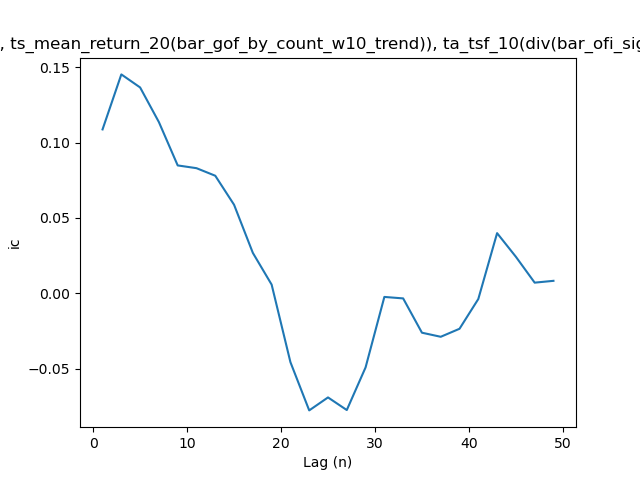 , ts_mean_return_20(bar_gof_by_count_w10_trend)), ta_tsf_10(div(bar_ofi_sig
0.15
0.10
0.05
0.00
−0.05
ic
0 10 20 30 40 50
Lag (n)